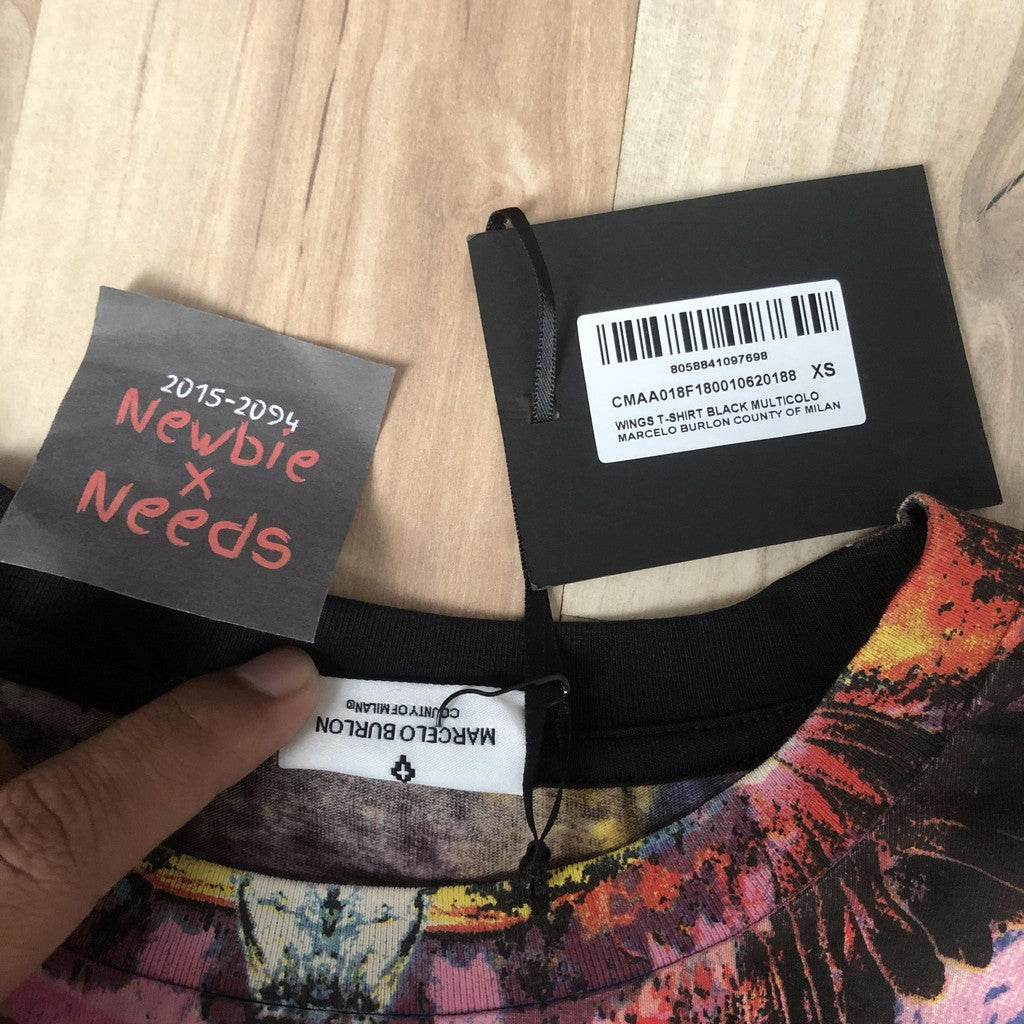 2015-2094
Newbie
x
Needs
8058841097698
CMAA018F180010620188 XS
WINGS T-SHIRT BLACK MULTICOLO
MARCELO BURLON COUNTY OF MILAN
MARCELO BURLON
COUNTY OF MILAN®